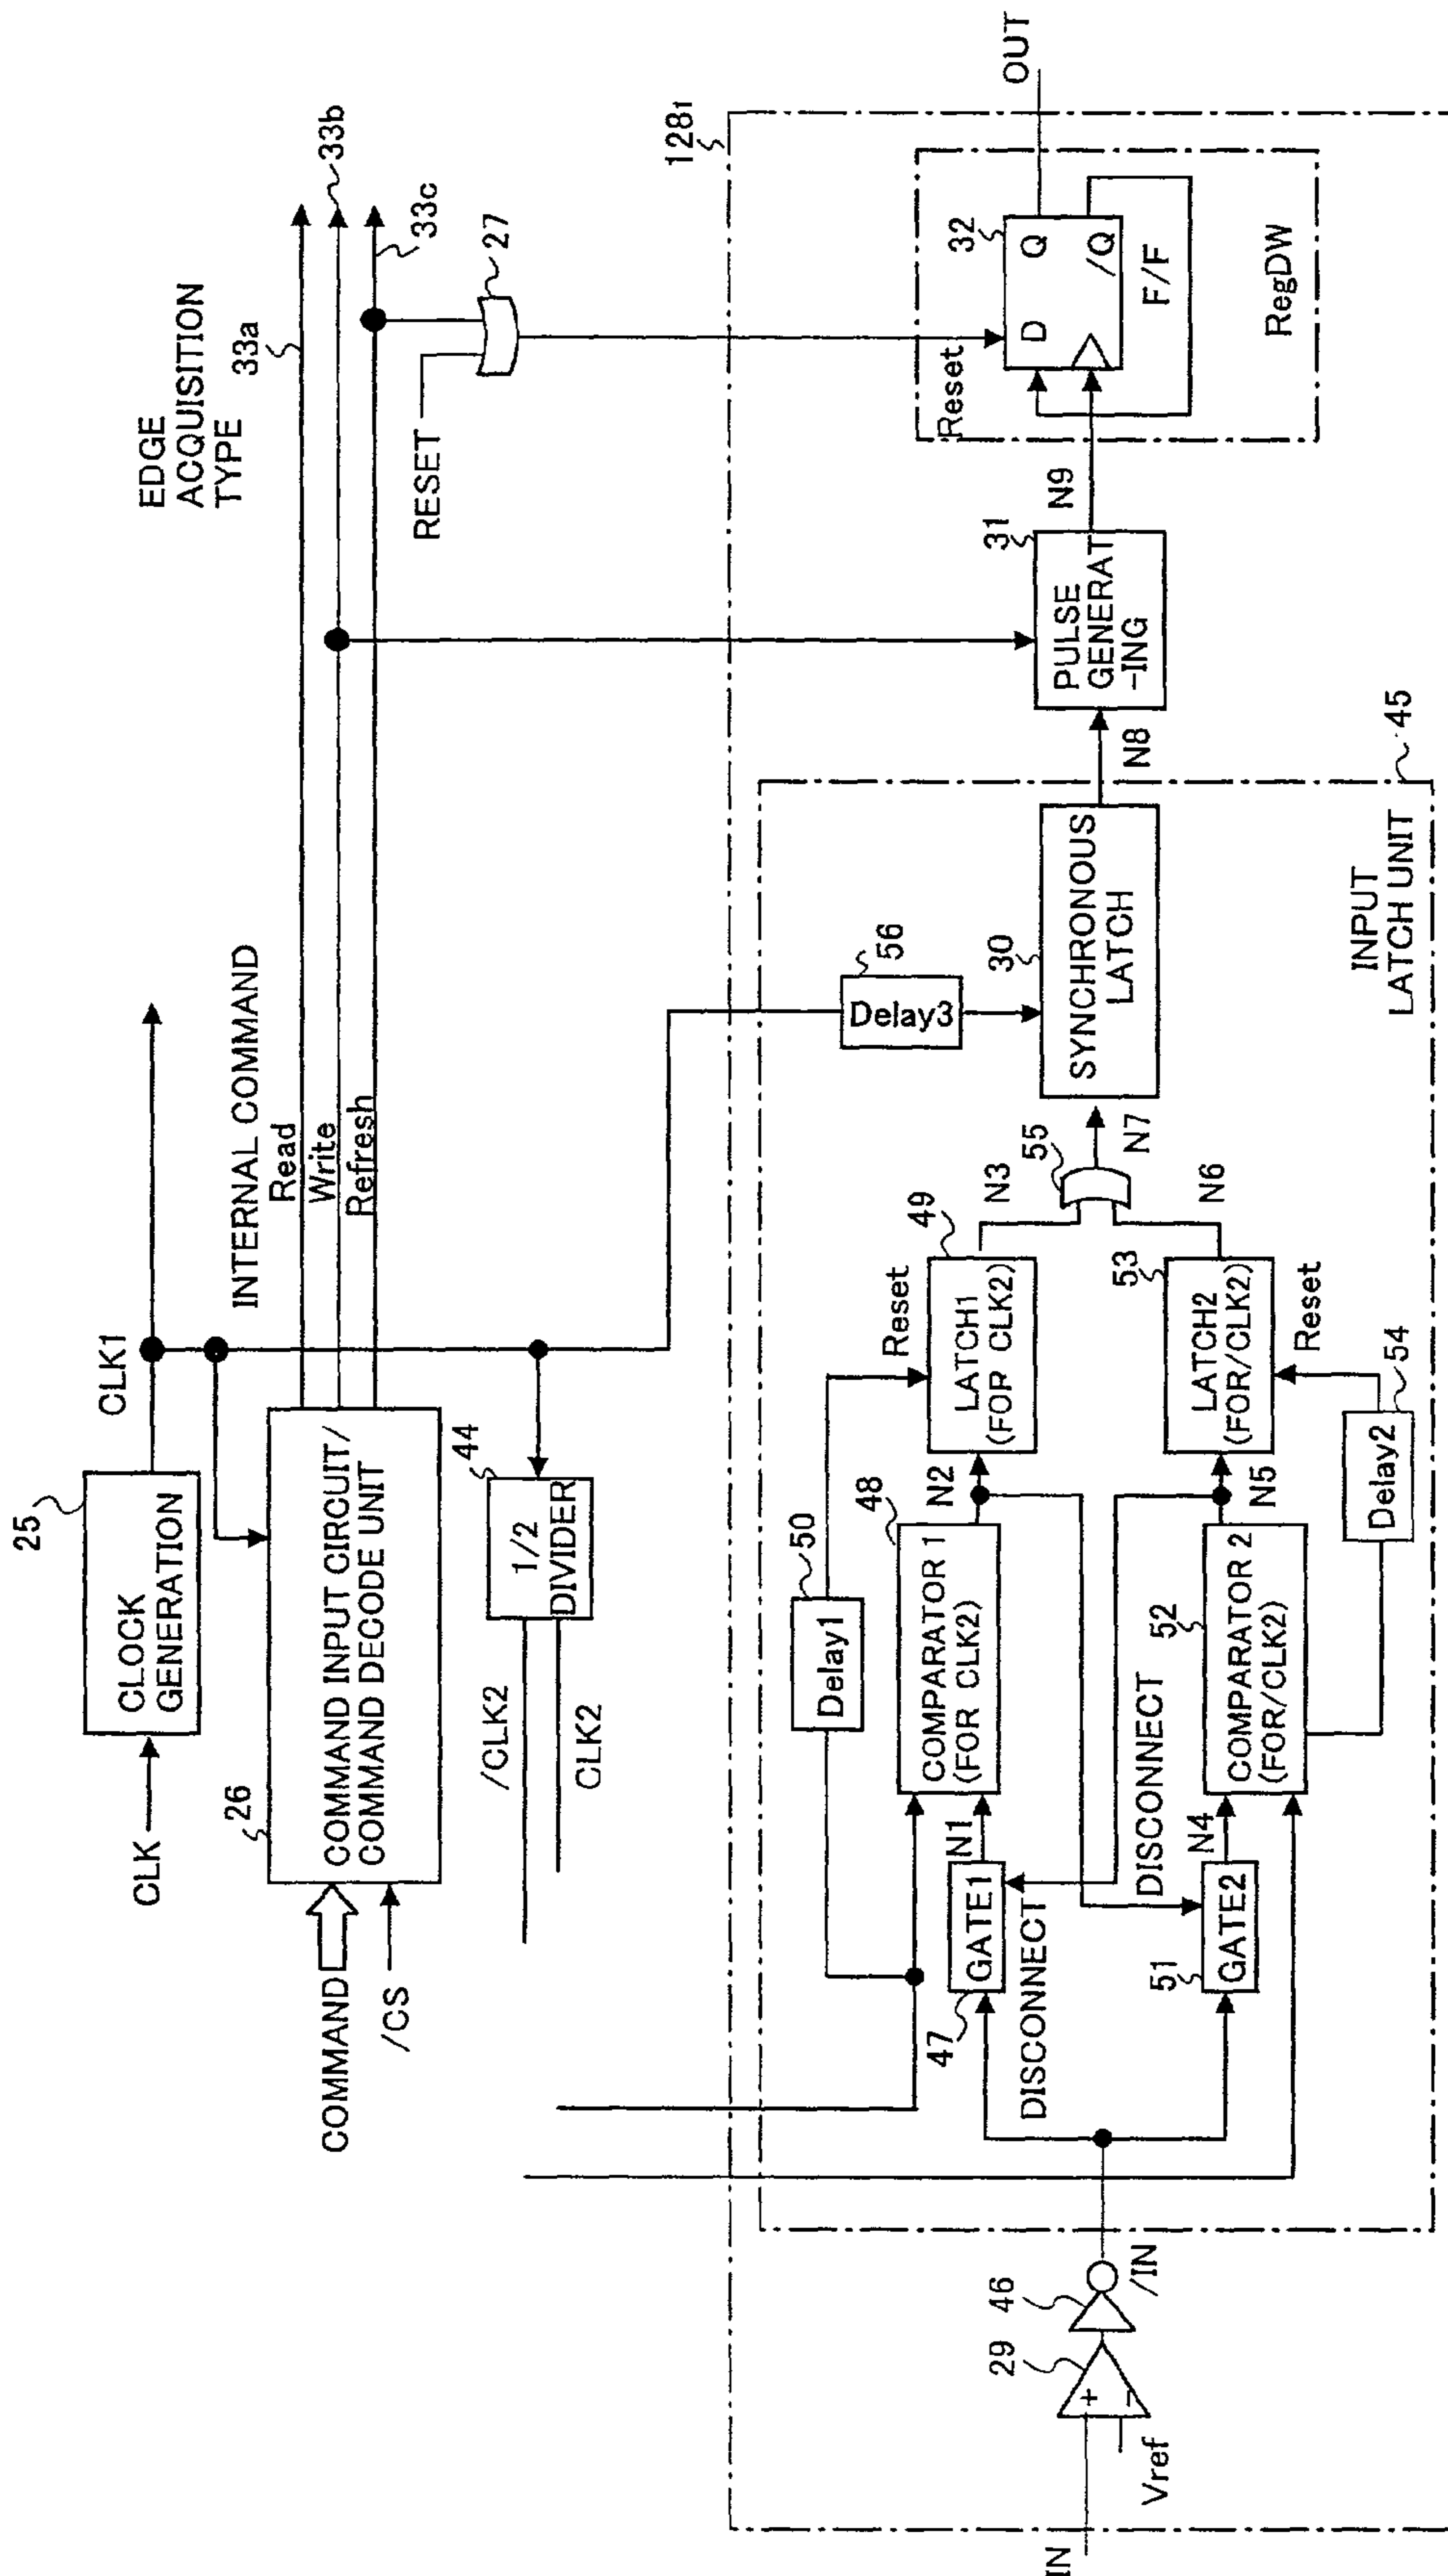 EDGE
ACQUISITION
TYPE
25
CLOCK
GENERATION
CLK
CLK1
26
COMMAND INPUT CIRCUIT/
COMMAND DECODE UNIT
COMMAND
/CS
INTERNAL COMMAND
Read
Write
Refresh
33a
33b
33c
RESET
27
44
1/2
DIVIDER
/CLK2
CLK2
128i
IN
Vref
+
−
29
46
/IN
47
GATE1
DISCONNECT
N1
51
GATE2
DISCONNECT
N4
50
Delay1
48
COMPARATOR 1
(FOR CLK2)
N2
52
COMPARATOR 2
(FOR/CLK2)
N5
Reset
49
LATCH1
(FOP CLK2)
N3
53
LATCH2
(FOR/CLK2)
N6
Reset
Delay2
54
55
N7
56
Delay3
30
SYNCHRONOUS
LATCH
N8
INPUT
LATCH UNIT
45
31
PULSE
GENERAT
-ING
N9
Reset
32
D
Q
/Q
F/F
RegDW
OUT